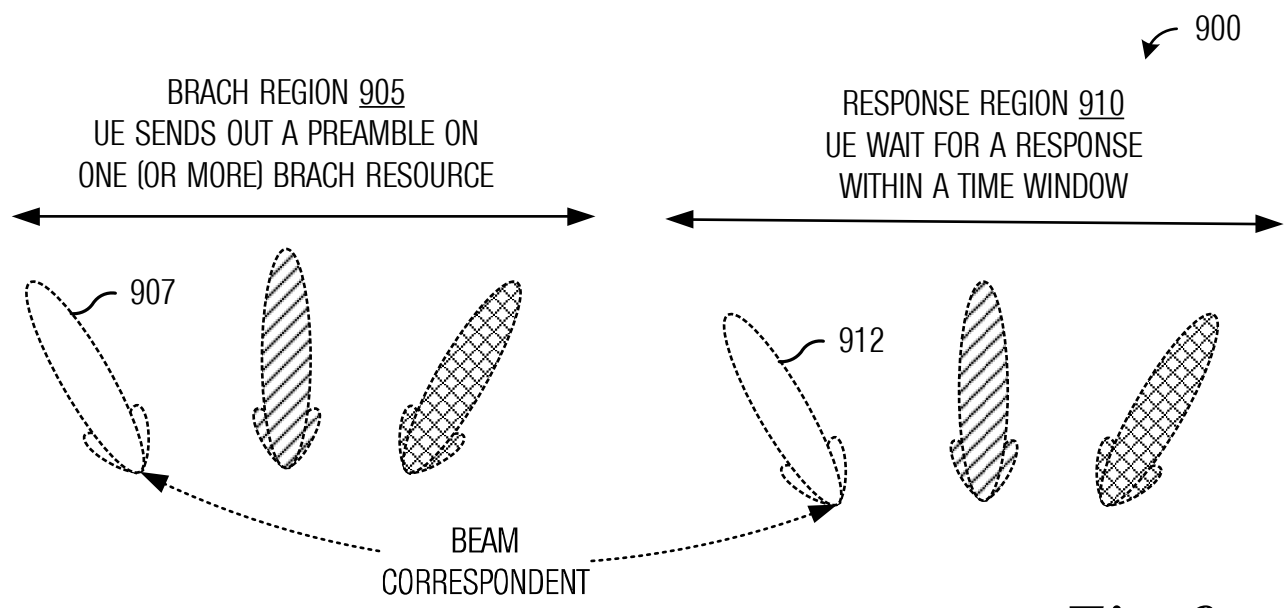 900
BRACH REGION 905
UE SENDS OUT A PREAMBLE ON
ONE (OR MORE) BRACH RESOURCE
RESPONSE REGION 910
UE WAIT FOR A RESPONSE
WITHIN A TIME WINDOW
907
912
BEAM
CORRESPONDENT